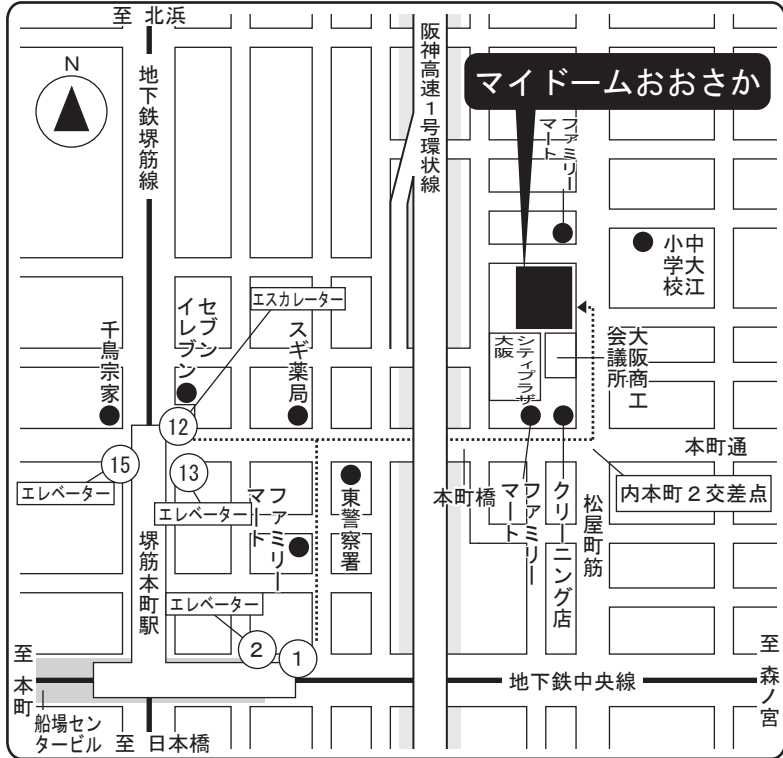 至 北浜
N
地下鉄堺筋線
阪神高速1号環状線
マイドームおおさか
ファミリー
マート
中大江
小学校
エスカレーター
セブン
イレブン
スギ薬局
千鳥宗家
シティプラザ
大阪
大阪商工
会議所
12
本町通
15
エレベーター
13
エレベーター
ファミリー
マート
東警察署
本町橋
ファミリー
マート
クリーニング店
松屋町筋
内本町2交差点
堺筋本町駅
エレベーター
2
1
至 本町
地下鉄中央線
至 森ノ宮
船場セン
タービル
至 日本橋